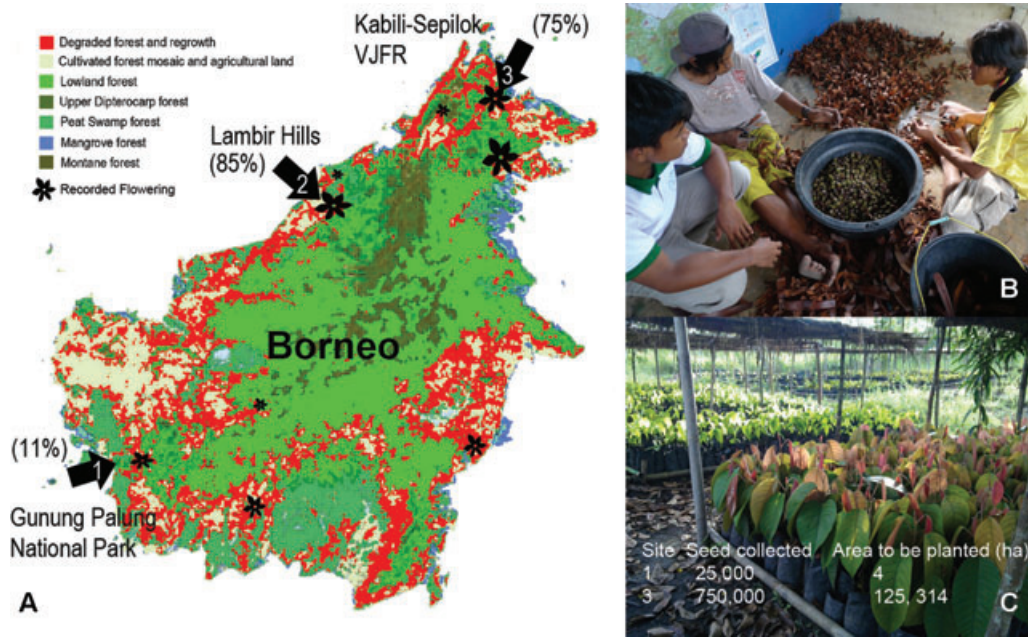 Degraded forest and regrowth
Cultivated forest mosaic and agricultural land
Lowland forest
Upper Dipterocarp forest
Peat Swamp forest
Mangrove forest
Montane forest
Recorded Flowering
Kabili-Sepilok (75%)
VJFR
3
Lambir Hills
(85%)
2
Borneo
(11%)
1
Gunung Palung
National Park
A
B
Site Seed collected Area to be planted (ha)
1 25,000 4
3 750,000 125, 314
C